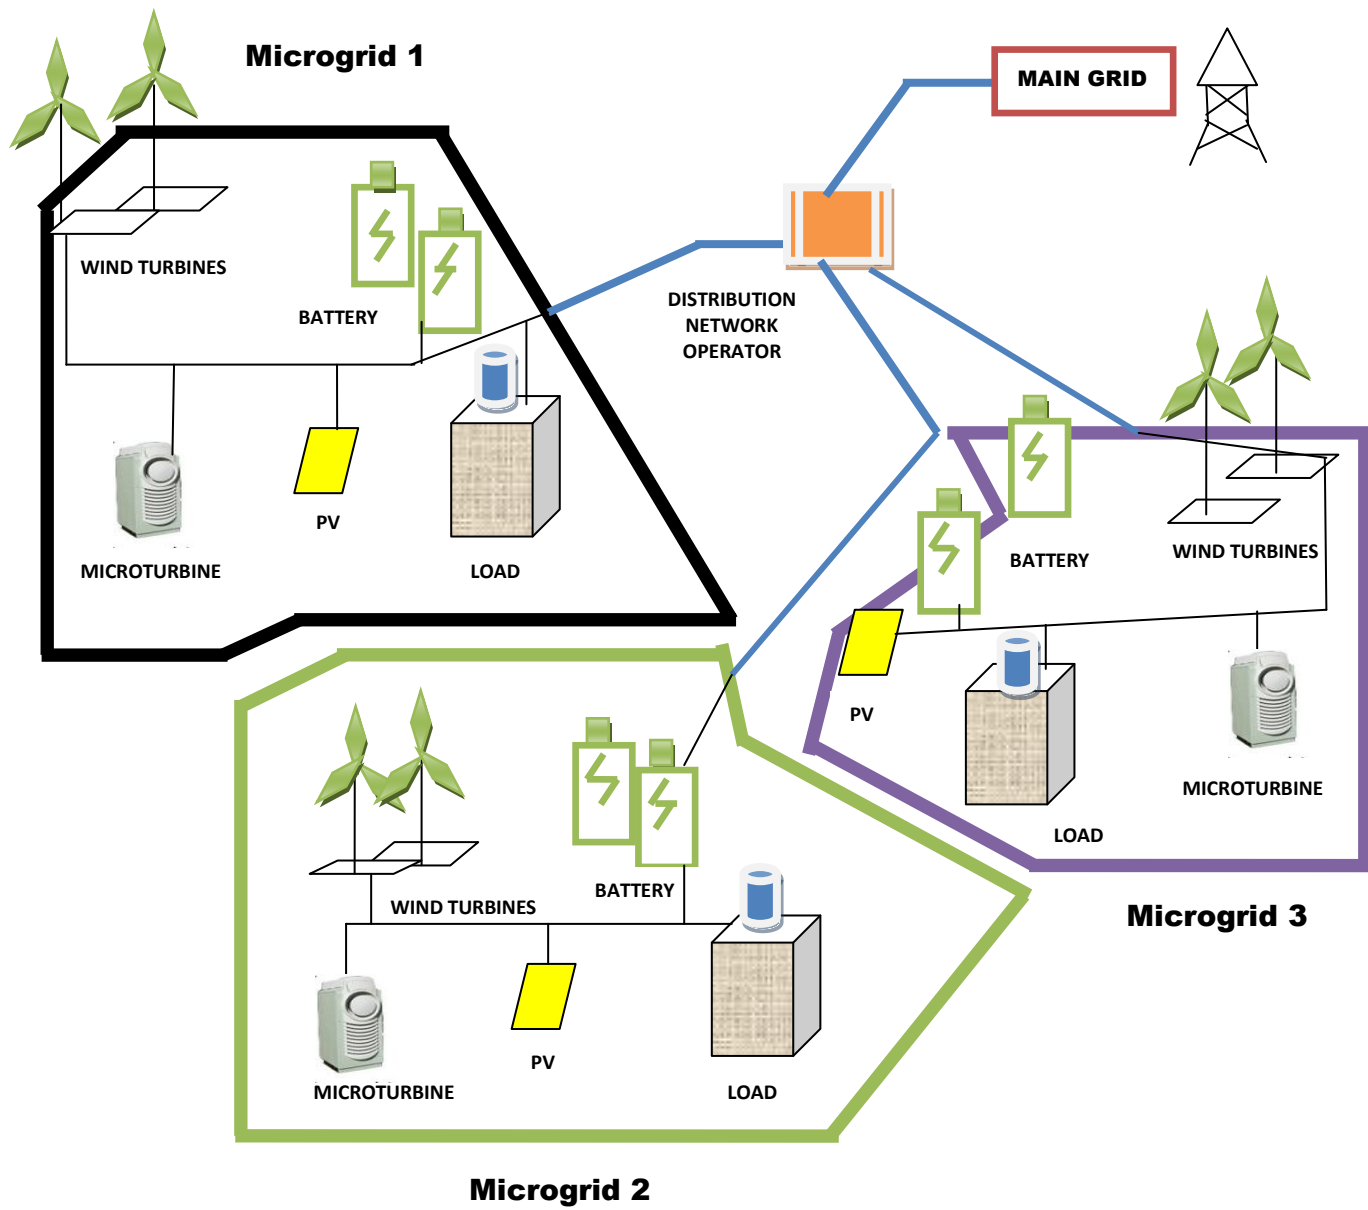 Microgrid 1
MAIN GRID
WIND TURBINES
BATTERY
DISTRIBUTION
NETWORK
OPERATOR
PV
MICROTURBINE
LOAD
BATTERY
WIND TURBINES
PV
MICROTURBINE
LOAD
Microgrid 3
BATTERY
WIND TURBINES
PV
MICROTURBINE
LOAD
Microgrid 2